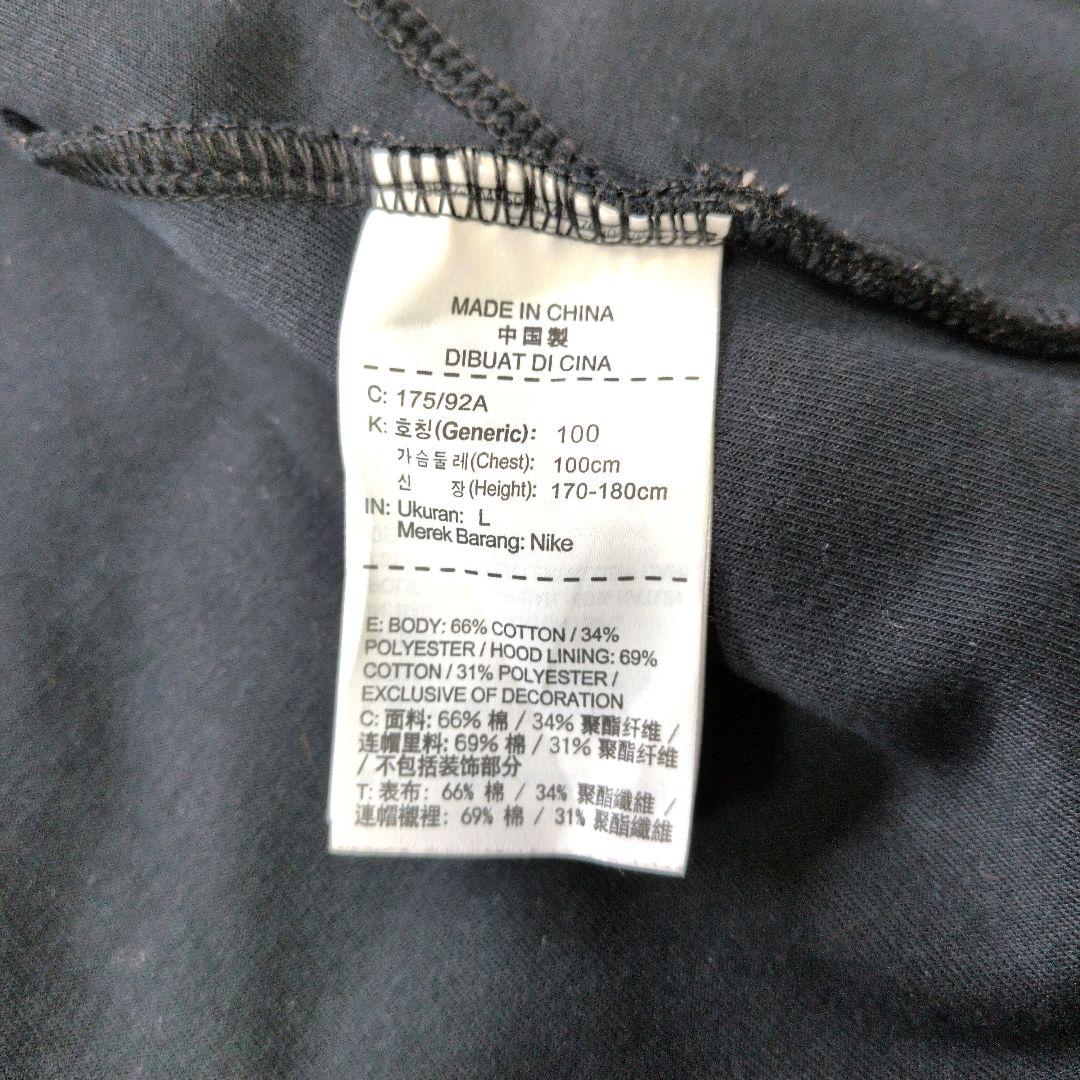 MADE IN CHINA
中国製
DIBUAT DI CINA
C: 175/92A
K: 호칭(Generic): 100
가슴둘레(Chest): 100cm
신 장(Height): 170-180cm
IN: Ukuran: L
Merek Barang: Nike
E: BODY: 66% COTTON / 34%
POLYESTER / HOOD LINING: 69%
COTTON / 31% POLYESTER /
EXCLUSIVE OF DECORATION
C: 面料: 66% 棉 / 34% 聚酯纤维 /
连帽里料: 69% 棉 / 31% 聚酯纤维
/ 不包括装饰部分
T: 表布: 66% 棉 / 34% 聚酯纖維 /
連帽襯裡: 69% 棉 / 31% 聚酯纖維